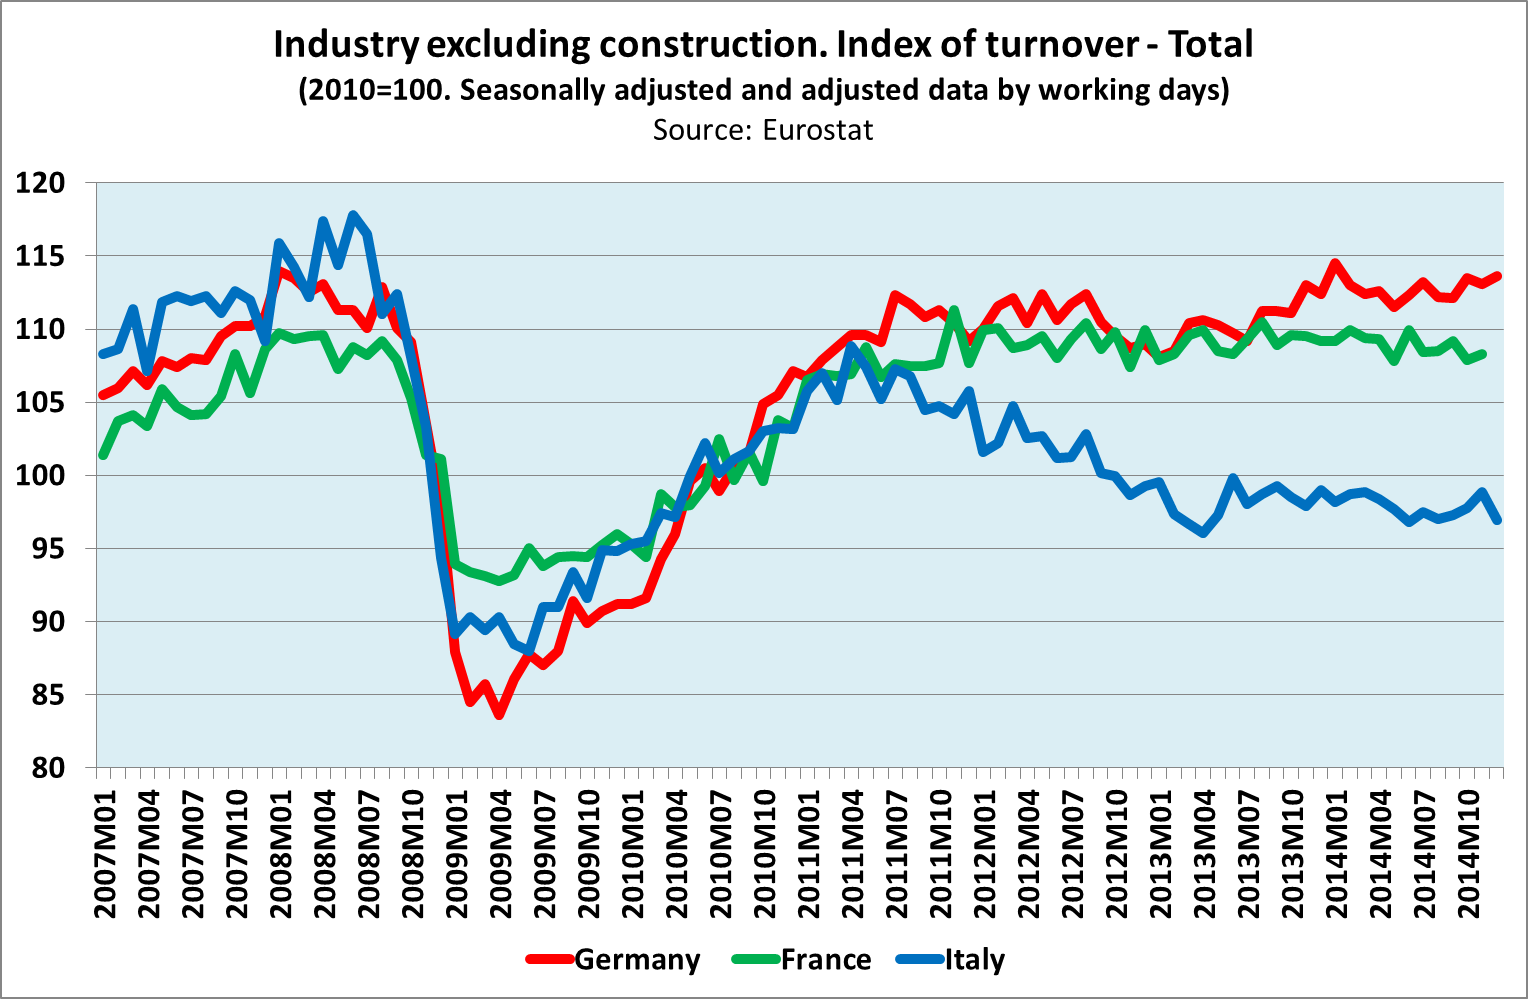 Industry excluding construction. Index of turnover - Total
(2010=100. Seasonally adjusted and adjusted data by working days)
Source: Eurostat
120
115
110
105
100
95
90
85
80
2007M01
2007M04
2007M07
2007M10
2008M01
2008M04
2008M07
2008M10
2009M01
2009M04
2009M07
2009M10
2010M01
2010M04
2010M07
2010M10
2011M01
2011M04
2011M07
2011M10
2012M01
2012M04
2012M07
2012M10
2013M01
2013M04
2013M07
2013M10
2014M01
2014M04
2014M07
2014M10
Germany France Italy